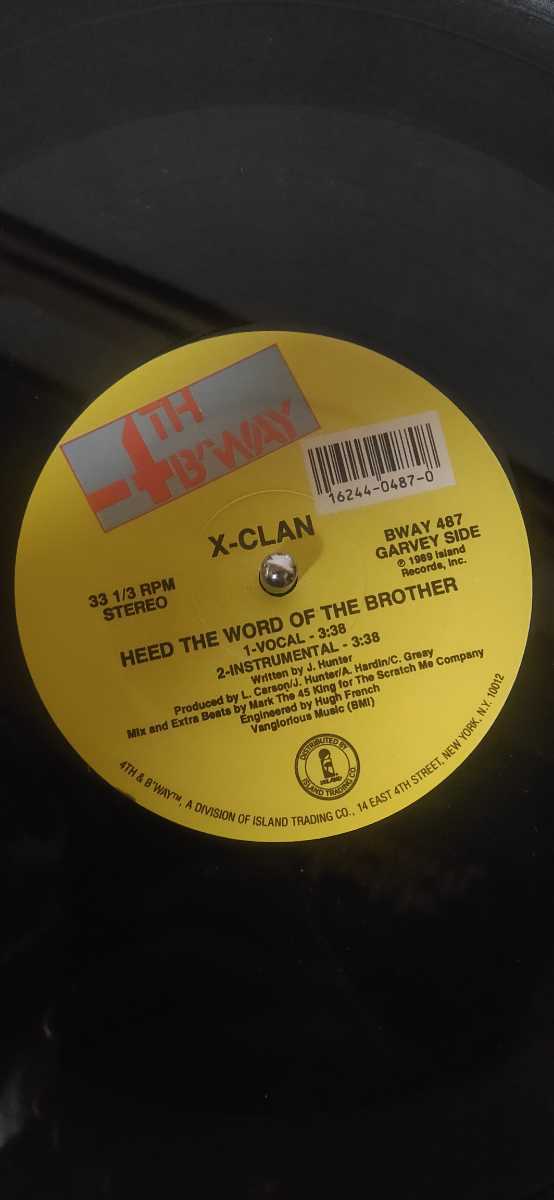 4TH
B'WAY
16244-0487-0
X-CLAN
33 1/3 RPM
STEREO
BWAY 487
GARVEY SIDE
℗ 1989 Island
Records, Inc.
HEED THE WORD OF THE BROTHER
1-VOCAL - 3:38
2-INSTRUMENTAL - 3:38
Written by J. Hunter
Produced by L. Carson/J. Hunter/A. Hardin/C. Greay
Mix and Extra Beats by Mark The 45 King for The Scratch Me Company
Engineered by Hugh French
Vanglorious Music (BMI)
DISTRIBUTED BY
ISLAND
ISLAND TRADING CO.
4TH & B'WAY™, A DIVISION OF ISLAND TRADING CO., 14 EAST 4TH STREET, NEW YORK, N.Y. 10012